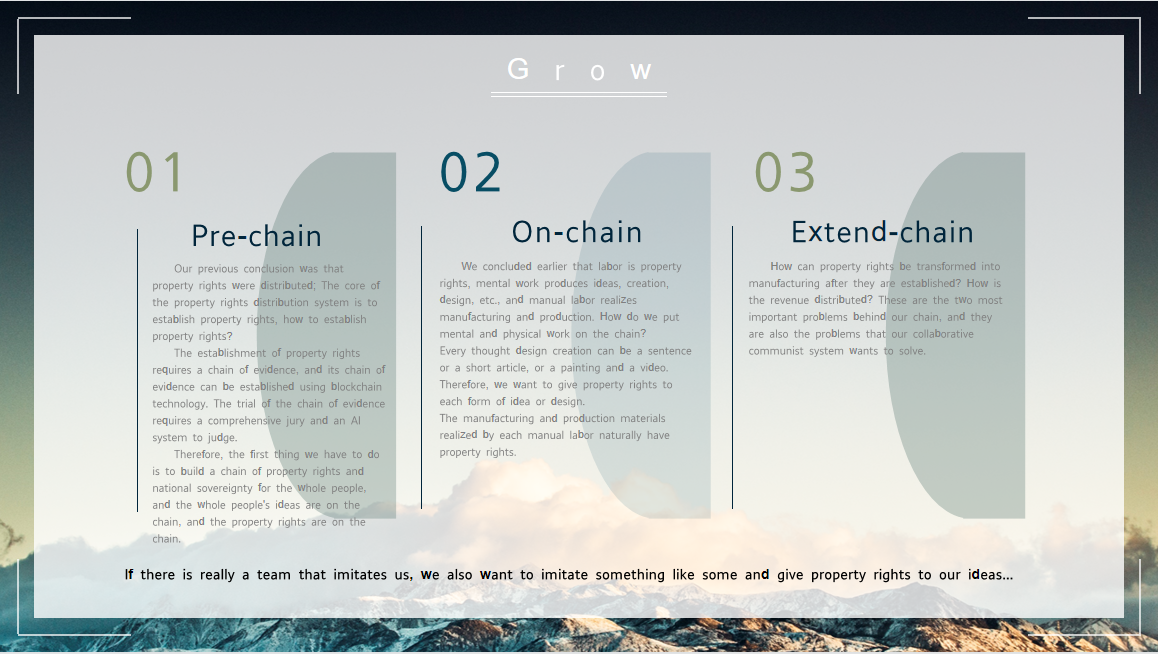 Grow
01
Pre-chain
Our previous conclusion was that
property rights were distributed; The core of
the property rights distribution system is to
establish property rights, how to establish
property rights?
The establishment of property rights
requires a chain of evidence, and its chain of
evidence can be established using blockchain
technology. The trial of the chain of evidence
requires a comprehensive jury and an AI
system to judge.
Therefore, the first thing we have to do
is to build a chain of property rights and
national sovereignty for the whole people,
and the whole people's ideas are on the
chain, and the property rights are on the
chain.
02
On-chain
We concluded earlier that labor is property
rights, mental work produces ideas, creation,
design, etc., and manual labor realizes
manufacturing and production. How do we put
mental and physical work on the chain?
Every thought design creation can be a sentence
or a short article, or a painting and a video.
Therefore, we want to give property rights to
each form of idea or design.
The manufacturing and production materials
realized by each manual labor naturally have
property rights.
03
Extend-chain
How can property rights be transformed into
manufacturing after they are established? How is
the revenue distributed? These are the two most
important problems behind our chain, and they
are also the problems that our collaborative
communist system wants to solve.
If there is really a team that imitates us, we also want to imitate something like some and give property rights to our ideas...